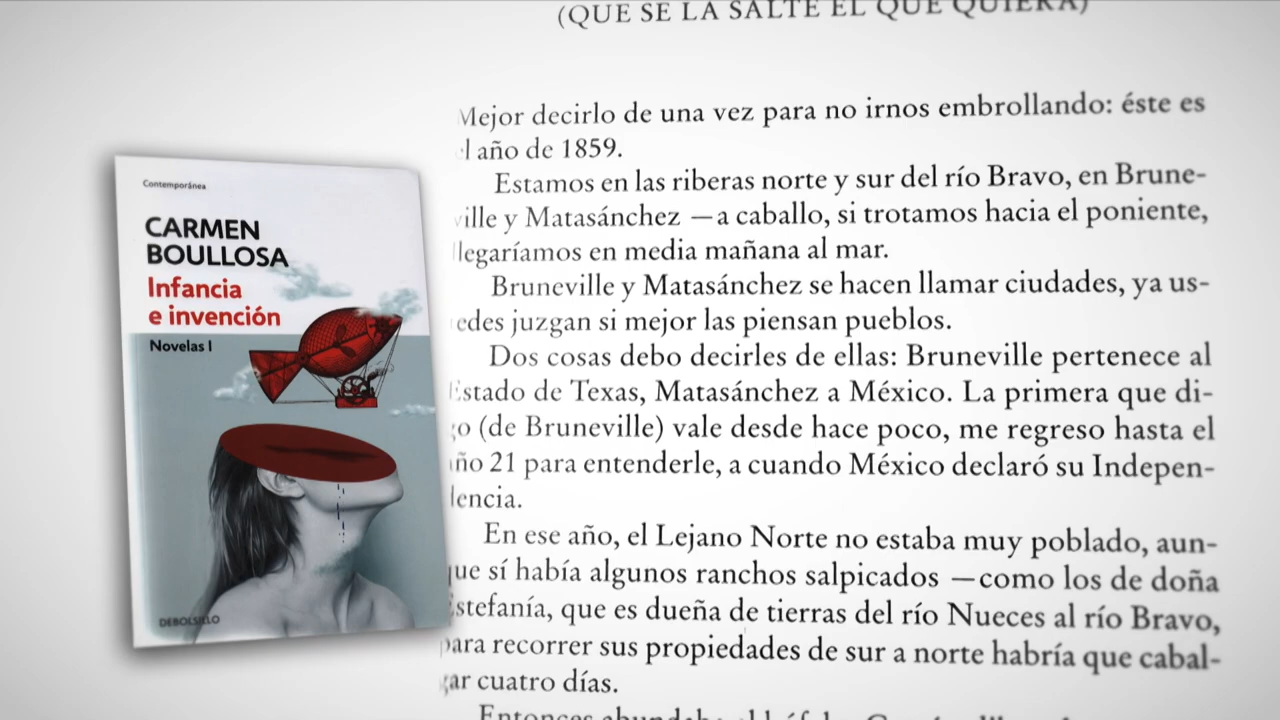 (QUE SE LA SALTE EL QUE QUIERA)
Mejor decirlo de una vez para no irnos embrollando: éste es
el año de 1859.
Estamos en las riberas norte y sur del río Bravo, en Brune-
ville y Matasánchez —a caballo, si trotamos hacia el poniente,
llegaríamos en media mañana al mar.
Bruneville y Matasánchez se hacen llamar ciudades, ya us-
tedes juzgan si mejor las piensan pueblos.
Dos cosas debo decirles de ellas: Bruneville pertenece al
Estado de Texas, Matasánchez a México. La primera que di-
go (de Bruneville) vale desde hace poco, me regreso hasta el
año 21 para entenderle, a cuando México declaró su Indepen-
dencia.
En ese año, el Lejano Norte no estaba muy poblado, aun-
que sí había algunos ranchos salpicados —como los de doña
Estefanía, que es dueña de tierras del río Nueces al río Bravo,
para recorrer sus propiedades de sur a norte habría que cabal-
gar cuatro días.
Entonces
Contemporánea
CARMEN
BOULLOSA
Infancia
e invención
Novelas I
DEBOLSILLO